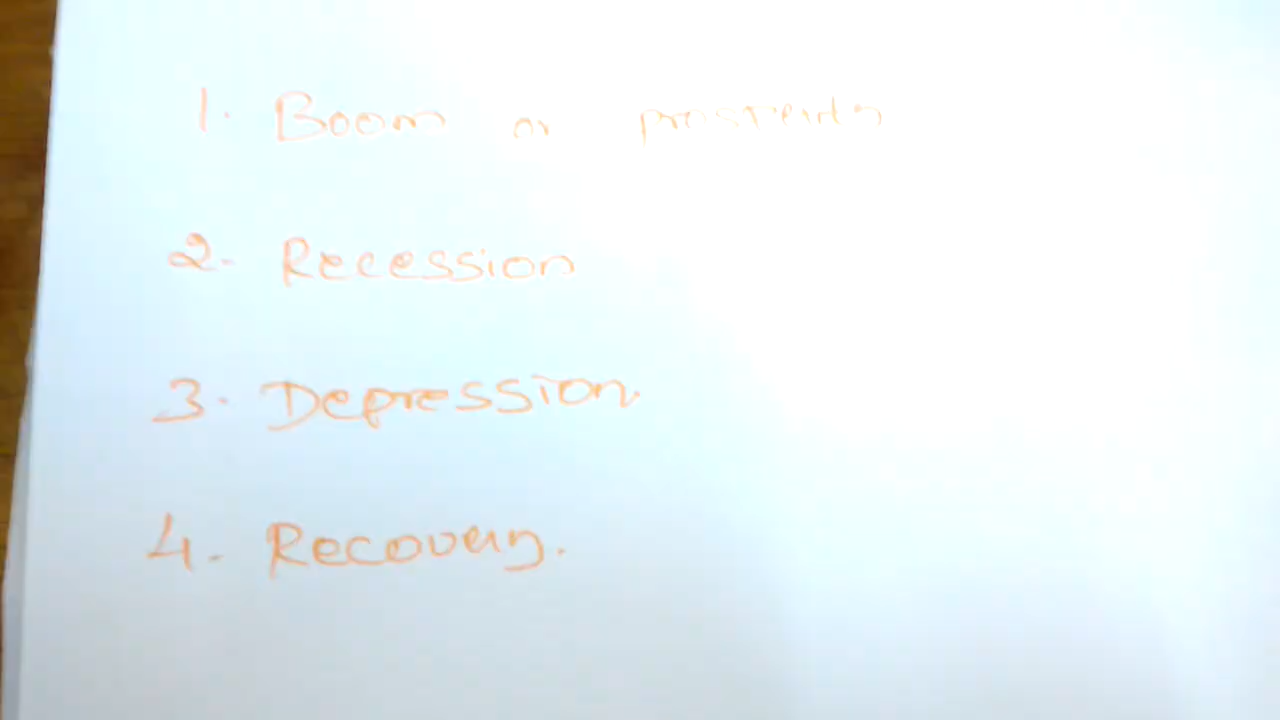 1. Boom or prosperity
2. Recession
3. Depression.
4. Recovery.